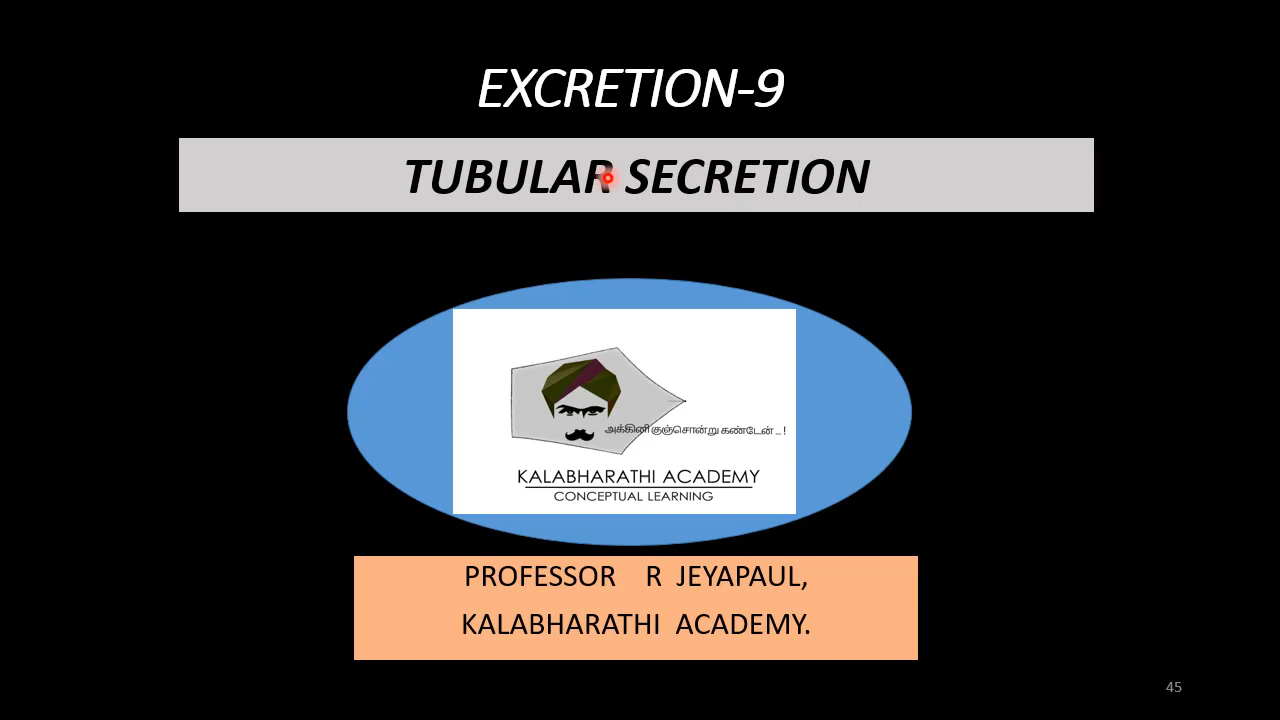 EXCRETION-9
TUBULAR SECRETION
அக்கினி குஞ்சொன்று கண்டேன் ... !
KALABHARATHI ACADEMY
CONCEPTUAL LEARNING
PROFESSOR R JEYAPAUL,
KALABHARATHI ACADEMY.
45